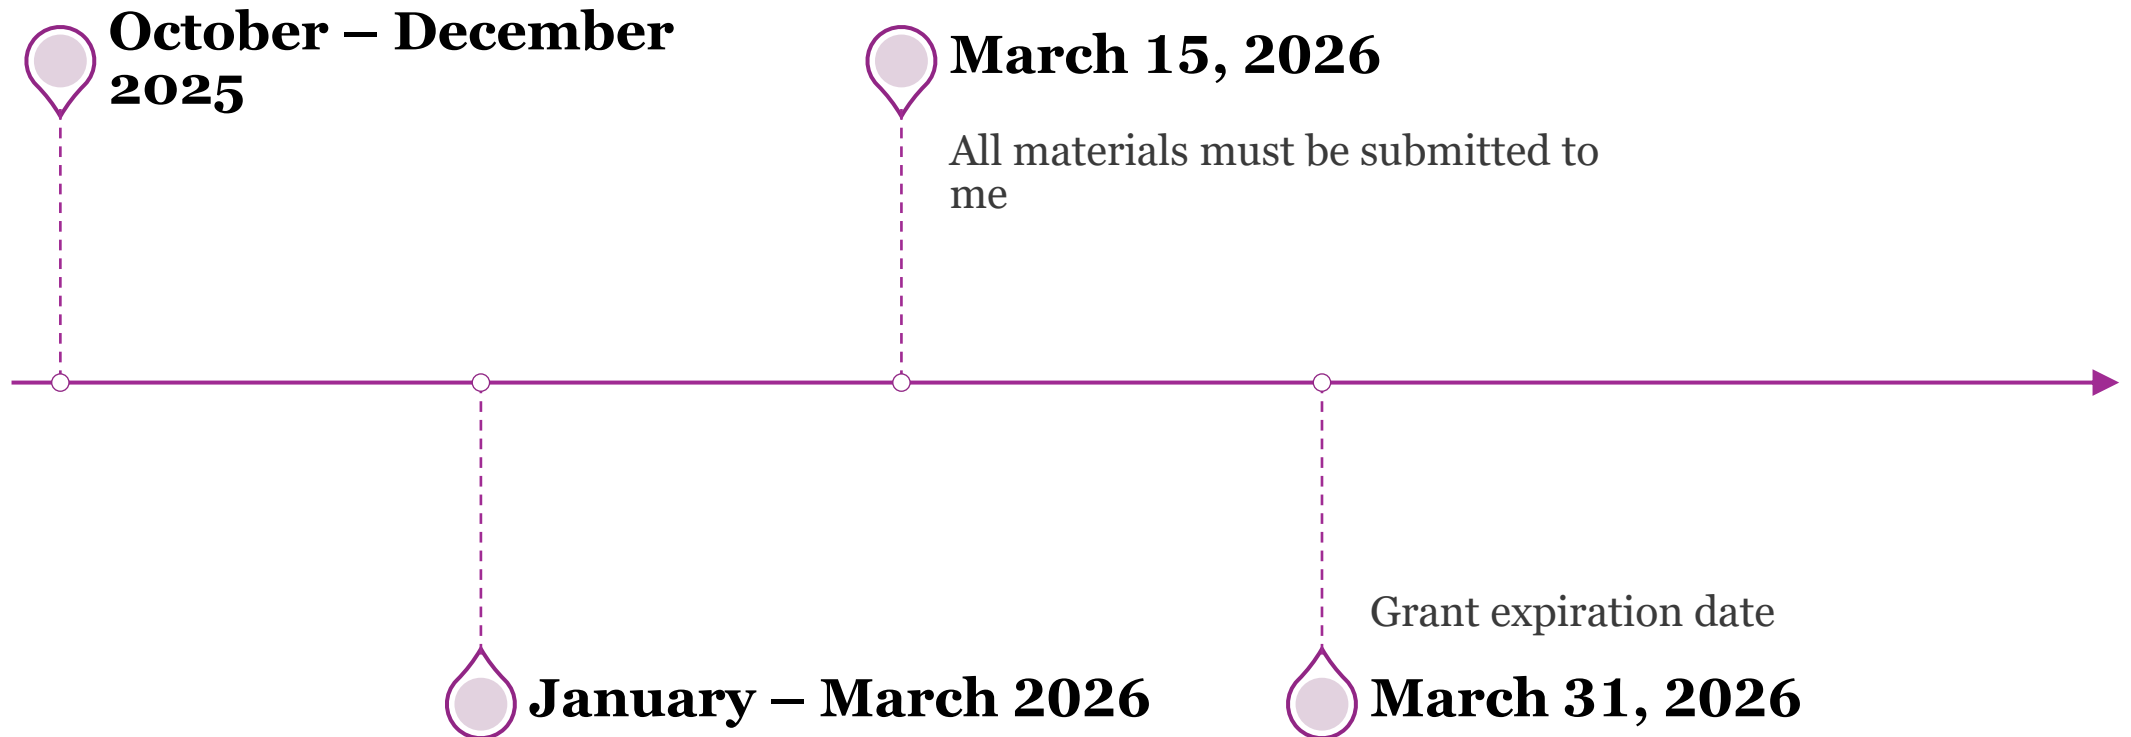 October – December
2025
March 15, 2026
All materials must be submitted to
me
Grant expiration date
January – March 2026
March 31, 2026